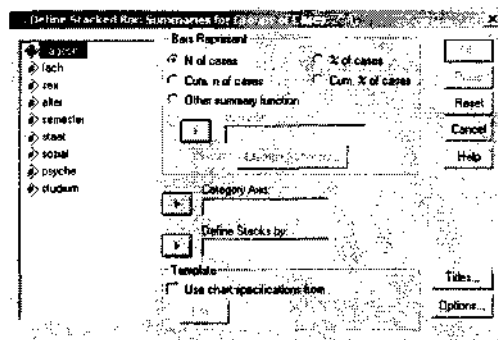 Define Stacked Bar: Summaries for Groups of Cases
Bars Represent
N of cases
% of cases
Cum. n of cases
Cum. % of cases
Other summary function
fach
sex
alter
semester
staat
sozial
psyche
studium
Category Axis:
Define Stacks by:
Template
Use chart specifications from:
Reset
Cancel
Help
Titles...
Options...